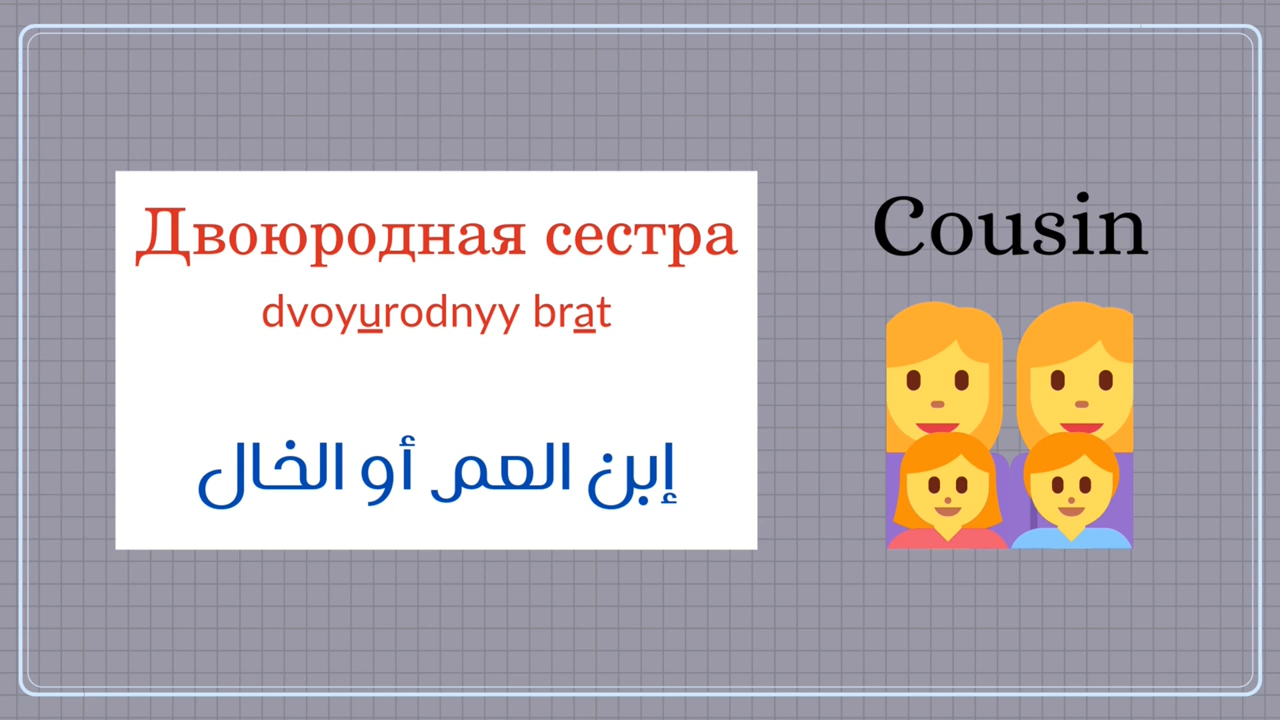 Двоюродная сестра
dvoyurodnyy brat
إبن العم أو الخال
Cousin